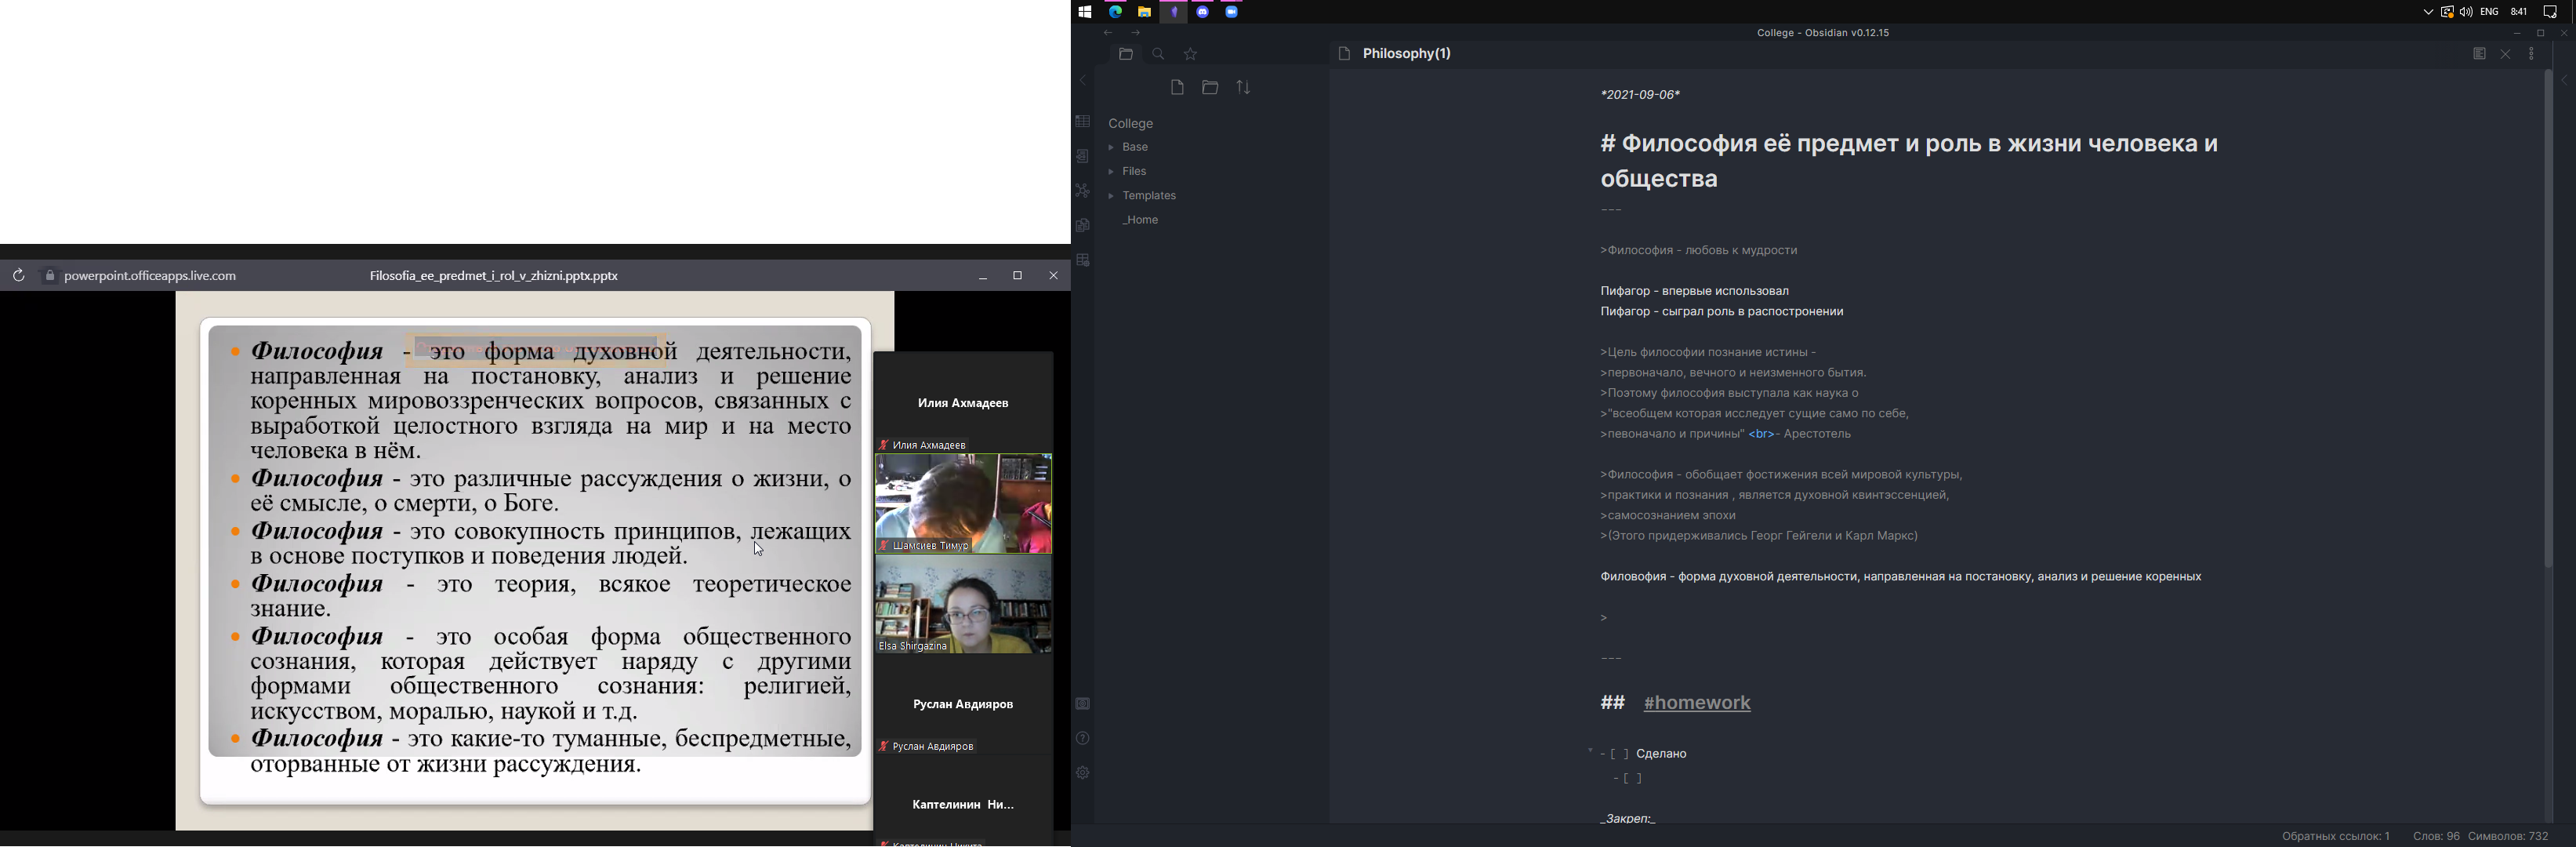 powerpoint.officeapps.live.com
Filosofia_ee_predmet_i_rol_v_zhizni.pptx.pptx
Философия - это форма духовной деятельности,
направленная на постановку, анализ и решение
коренных мировоззренческих вопросов, связанных с
выработкой целостного взгляда на мир и на место
человека в нём.
Философия - это различные рассуждения о жизни, о
её смысле, о смерти, о Боге.
Философия - это совокупность принципов, лежащих
в основе поступков и поведения людей.
Философия - это теория, всякое теоретическое
знание.
Философия - это особая форма общественного
сознания, которая действует наряду с другими
формами общественного сознания: религией,
искусством, моралью, наукой и т.д.
Философия - это какие-то туманные, беспредметные,
оторванные от жизни рассуждения.
Илия Ахмадеев
Илия Ахмадеев
Шамсиев Тимур
Elsa Shirgazina
Руслан Авдияров
Руслан Авдияров
Каптелинин Ни...
Каптелинин Никита
ENG 8:41
College - Obsidian v0.12.15
Philosophy(1)
College
Base
Files
Templates
_Home
*2021-09-06*
# Философия её предмет и роль в жизни человека и
общества
---
>Философия - любовь к мудрости
Пифагор - впервые использовал
Пифагор - сыграл роль в распостронении
>Цель философии познание истины -
>первоначало, вечного и неизменного бытия.
>Поэтому философия выступала как наука о
>"всеобщем которая исследует сущие само по себе,
>певоначало и причины" <br>- Арестотель
>Философия - обобщает фостижения всей мировой культуры,
>практики и познания , является духовной квинтэссенцией,
>самосознанием эпохи
>(Этого придерживались Георг Гейгели и Карл Маркс)
Филовофия - форма духовной деятельности, направленная на постановку, анализ и решение коренных
>
---
## #homework
- [ ] Сделано
- [ ]
_Закреп:_
Обратных ссылок: 1 Слов: 96 Символов: 732